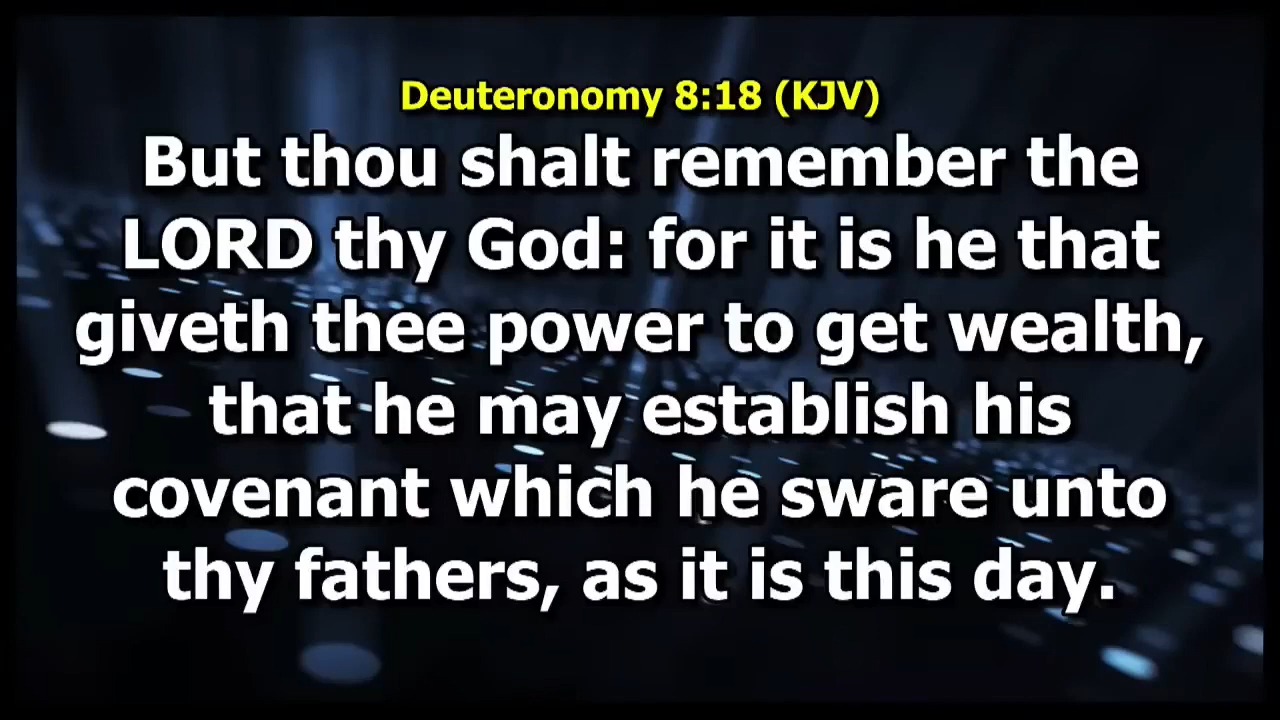 Deuteronomy 8:18 (KJV)
But thou shalt remember the
LORD thy God: for it is he that
giveth thee power to get wealth,
that he may establish his
covenant which he sware unto
thy fathers, as it is this day.